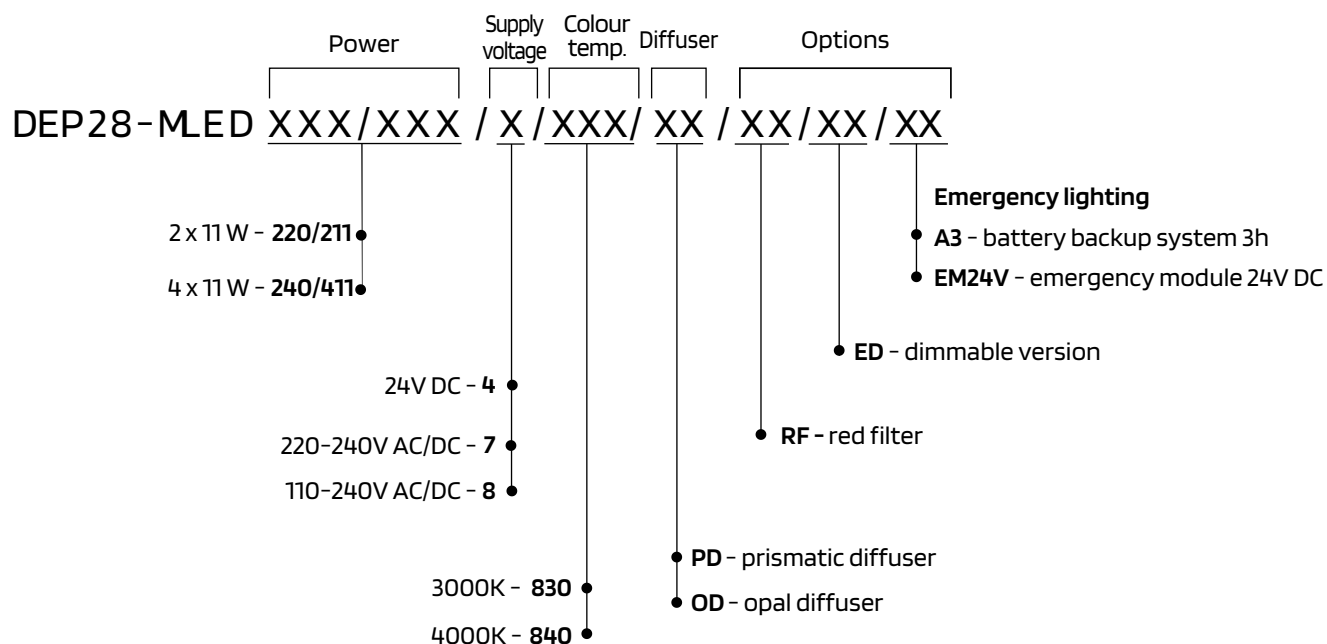 Power
Supply voltage
Colour temp.
Diffuser
Options
DEP28-MLED XXX/XXX / X/XXX/ XX / XX/XX/XX
Emergency lighting
2 x 11 W - 220/211
A3 - battery backup system 3h
4 x 11 W - 240/411
EM24V - emergency module 24V DC
ED - dimmable version
24V DC - 4
RF - red filter
220-240V AC/DC - 7
110-240V AC/DC - 8
PD - prismatic diffuser
3000K - 830
OD - opal diffuser
4000K - 840